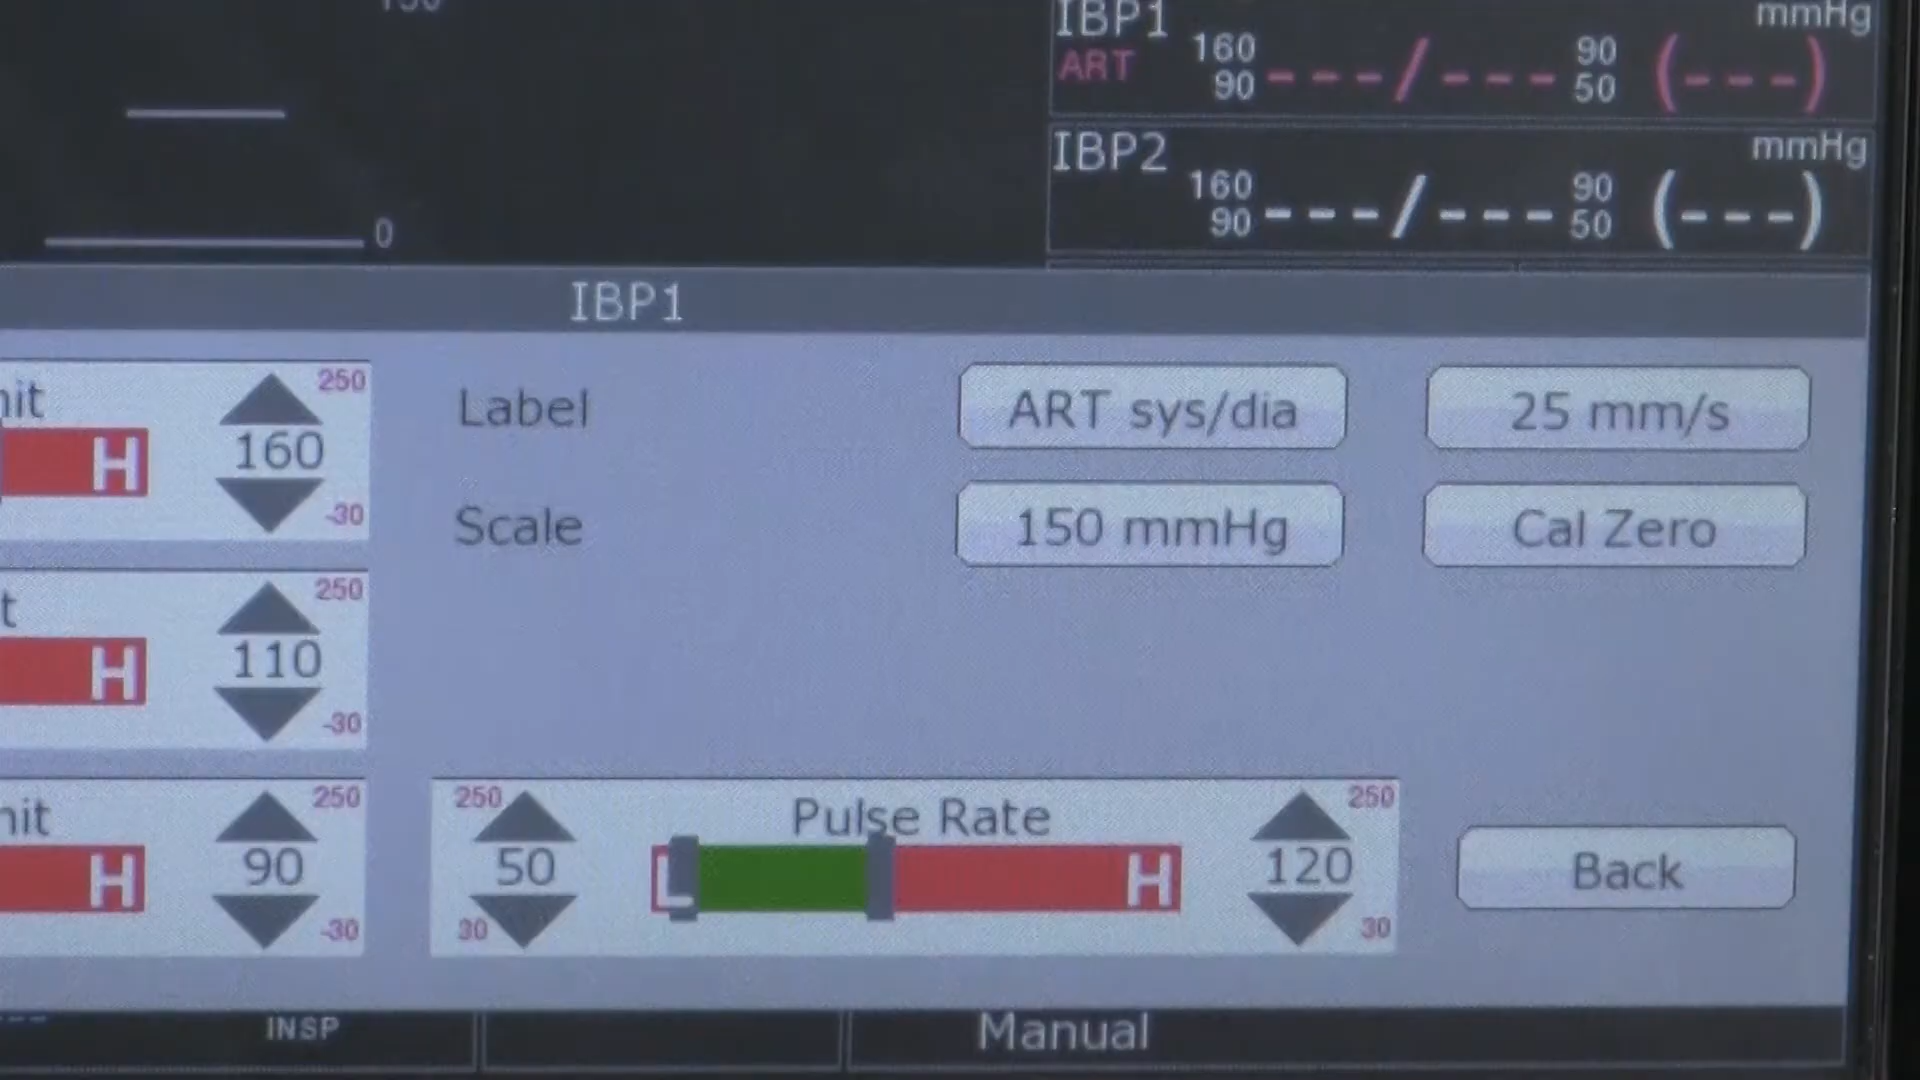 IBP1 mmHg
ART 160 90 ---/--- 90 50 (---)
IBP2 mmHg
160 90 ---/--- 90 50 (---)
0
IBP1
250
H 160
-30
Label ART sys/dia 25 mm/s
Scale 150 mmHg Cal Zero
250
H 110
-30
250
H 90
-30
250 Pulse Rate 250
50 L H 120
30 30
Back
INSP Manual